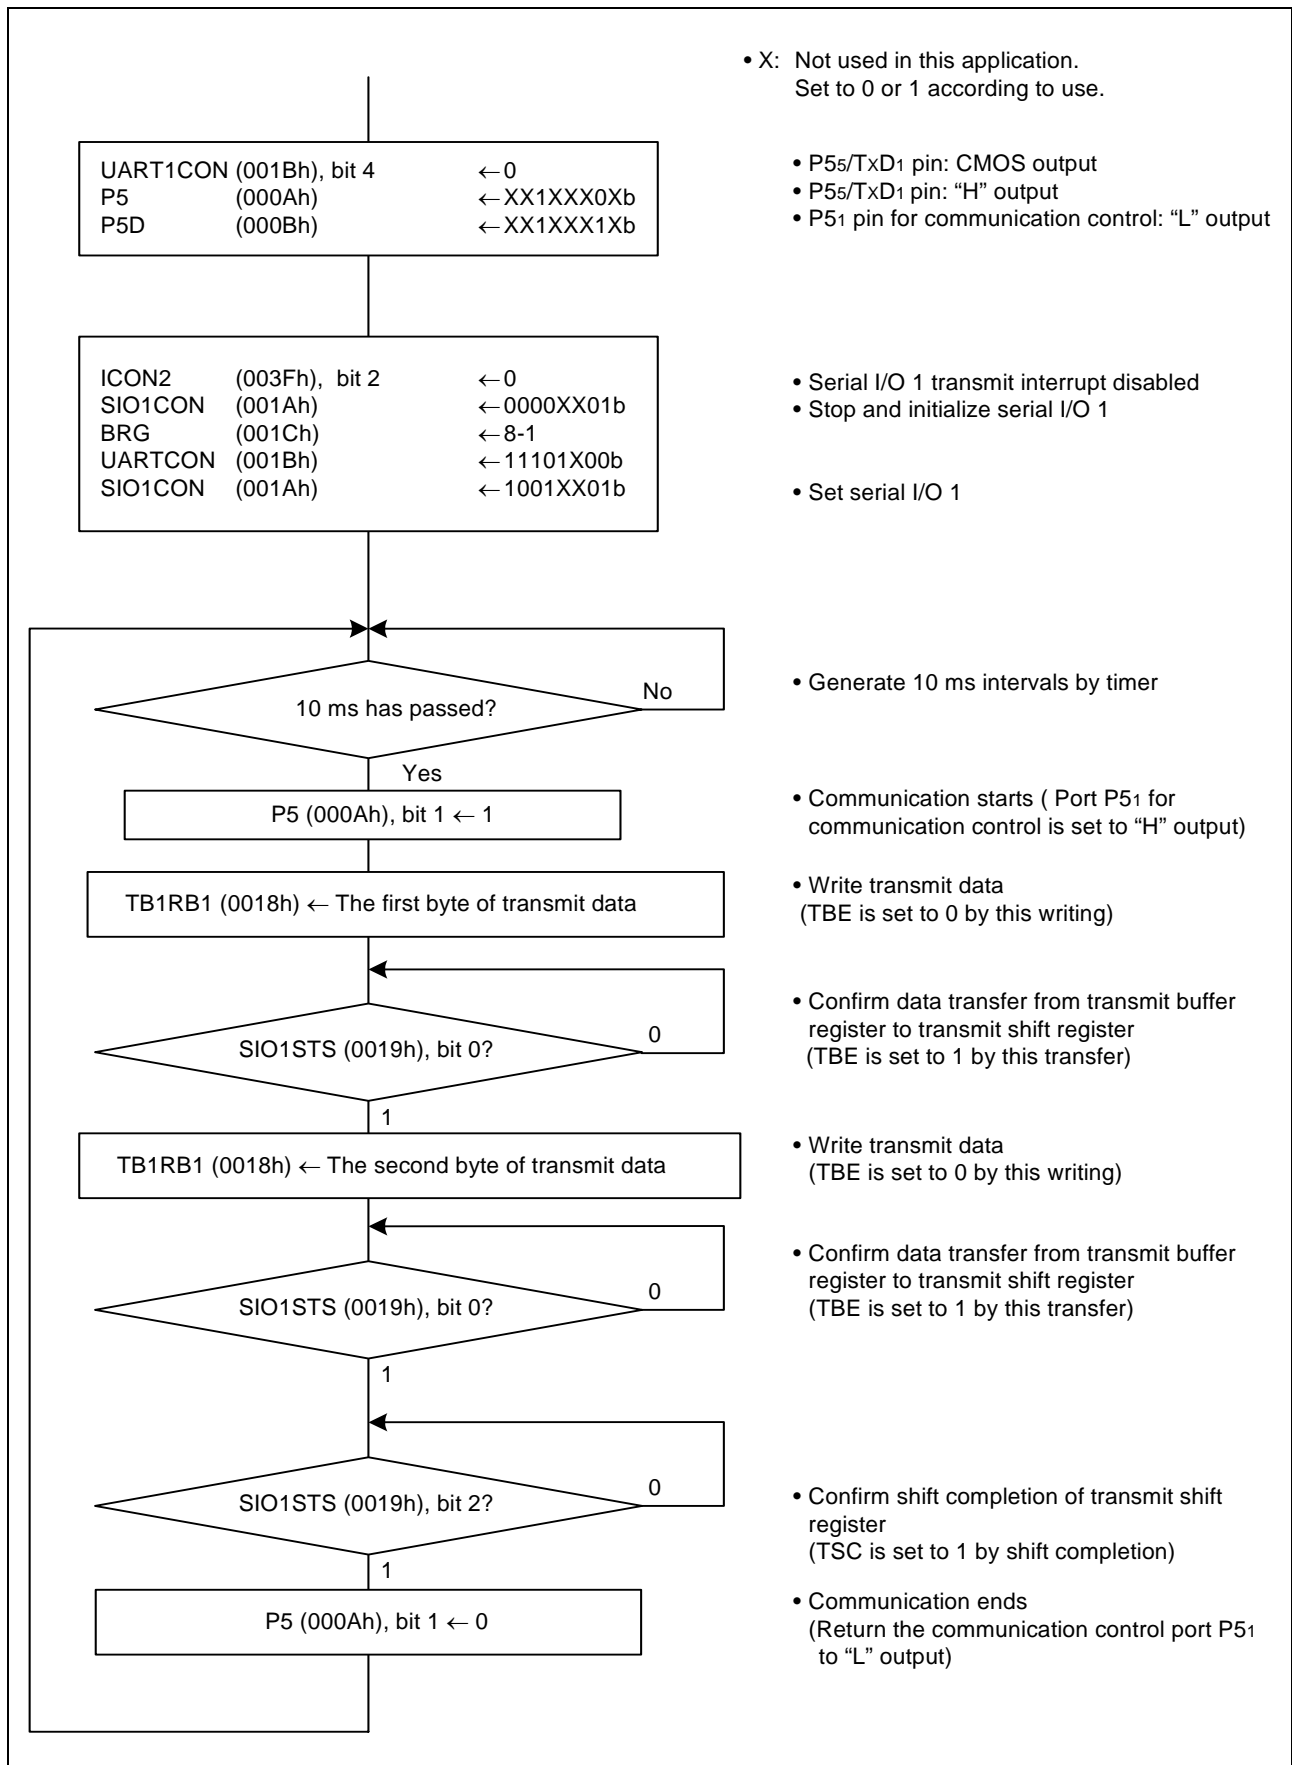 • X: Not used in this application.
Set to 0 or 1 according to use.
UART1CON (001Bh), bit 4 ←0
P5 (000Ah) ←XX1XXX0Xb
P5D (000Bh) ←XX1XXX1Xb
• P55/TxD1 pin: CMOS output
• P55/TxD1 pin: “H” output
• P51 pin for communication control: “L” output
ICON2 (003Fh), bit 2 ←0
SIO1CON (001Ah) ←0000XX01b
BRG (001Ch) ←8-1
UARTCON (001Bh) ←11101X00b
SIO1CON (001Ah) ←1001XX01b
• Serial I/O 1 transmit interrupt disabled
• Stop and initialize serial I/O 1
• Set serial I/O 1
10 ms has passed?
No
Yes
• Generate 10 ms intervals by timer
P5 (000Ah), bit 1 ← 1
• Communication starts ( Port P51 for
communication control is set to “H” output)
TB1RB1 (0018h) ← The first byte of transmit data
• Write transmit data
(TBE is set to 0 by this writing)
SIO1STS (0019h), bit 0?
0
1
• Confirm data transfer from transmit buffer
register to transmit shift register
(TBE is set to 1 by this transfer)
TB1RB1 (0018h) ← The second byte of transmit data
• Write transmit data
(TBE is set to 0 by this writing)
SIO1STS (0019h), bit 0?
0
1
• Confirm data transfer from transmit buffer
register to transmit shift register
(TBE is set to 1 by this transfer)
SIO1STS (0019h), bit 2?
0
1
• Confirm shift completion of transmit shift
register
(TSC is set to 1 by shift completion)
P5 (000Ah), bit 1 ← 0
• Communication ends
(Return the communication control port P51
to “L” output)